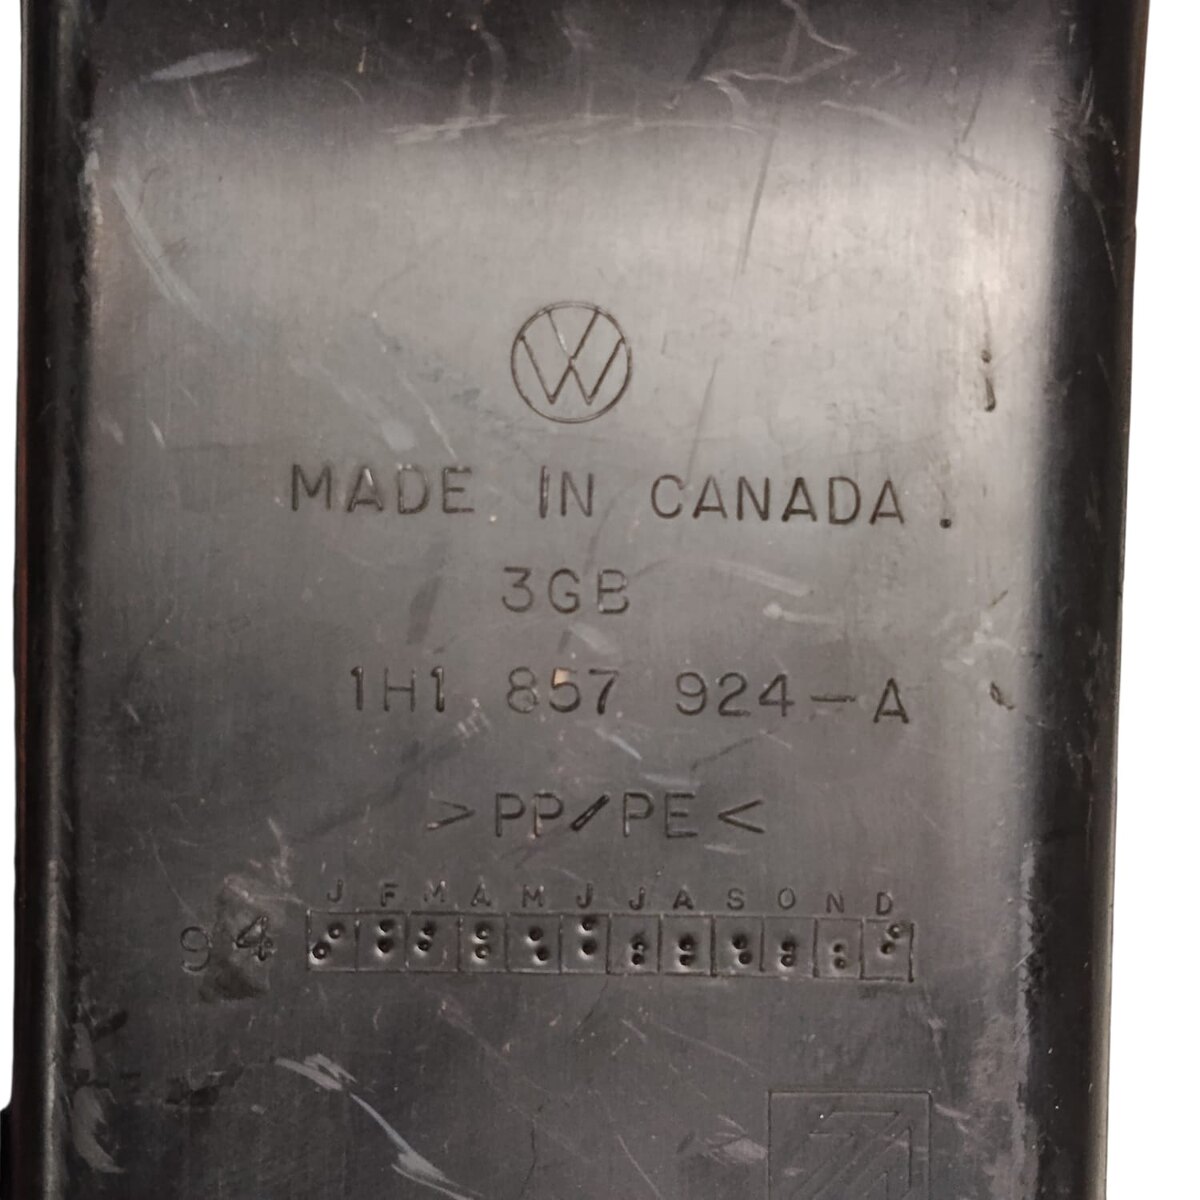 MADE IN CANADA.
3GB
1H1 857 924-A
>PP/PE<
J F M A M J J A S O N D
94